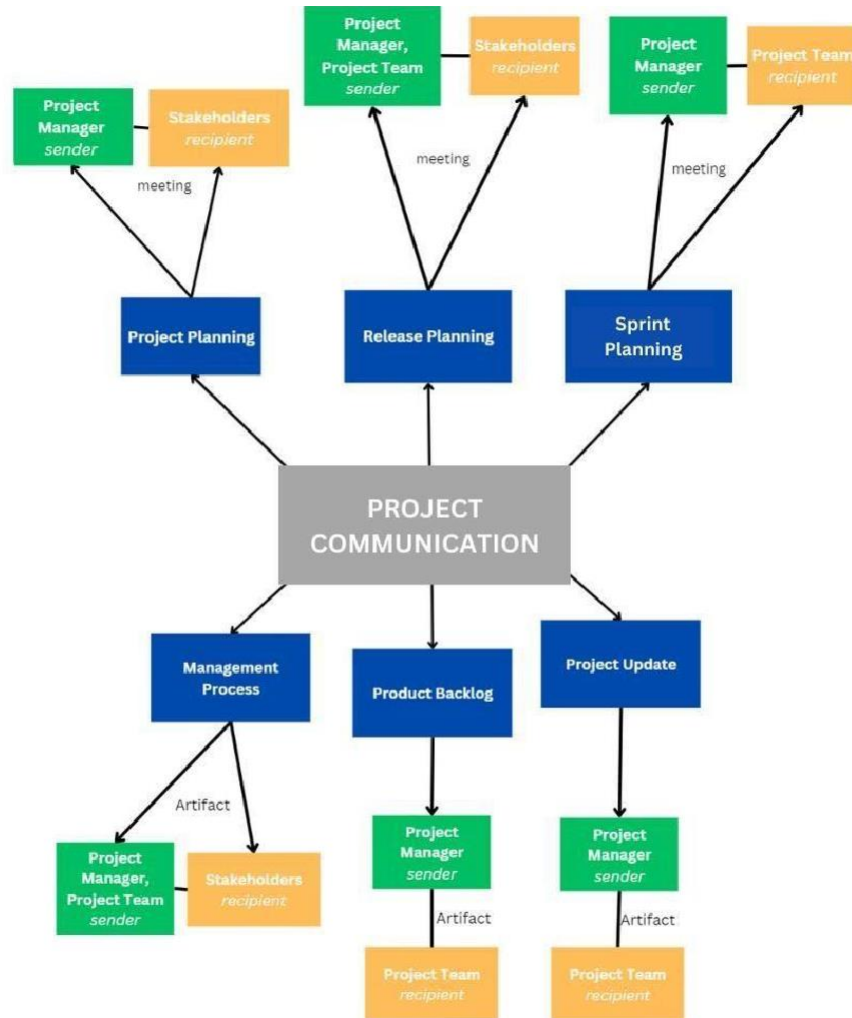 Project
Manager,
Project Team
sender
Stakeholders
recipient
Project
Manager
sender
Project Team
recipient
Project
Manager
sender
Stakeholders
recipient
meeting
meeting
meeting
Project Planning
Release Planning
Sprint
Planning
PROJECT
COMMUNICATION
Management
Process
Product Backlog
Project Update
Artifact
Project
Manager,
Project Team
sender
Stakeholders
recipient
Project
Manager
sender
Project
Manager
sender
Artifact
Artifact
Project Team
recipient
Project Team
recipient